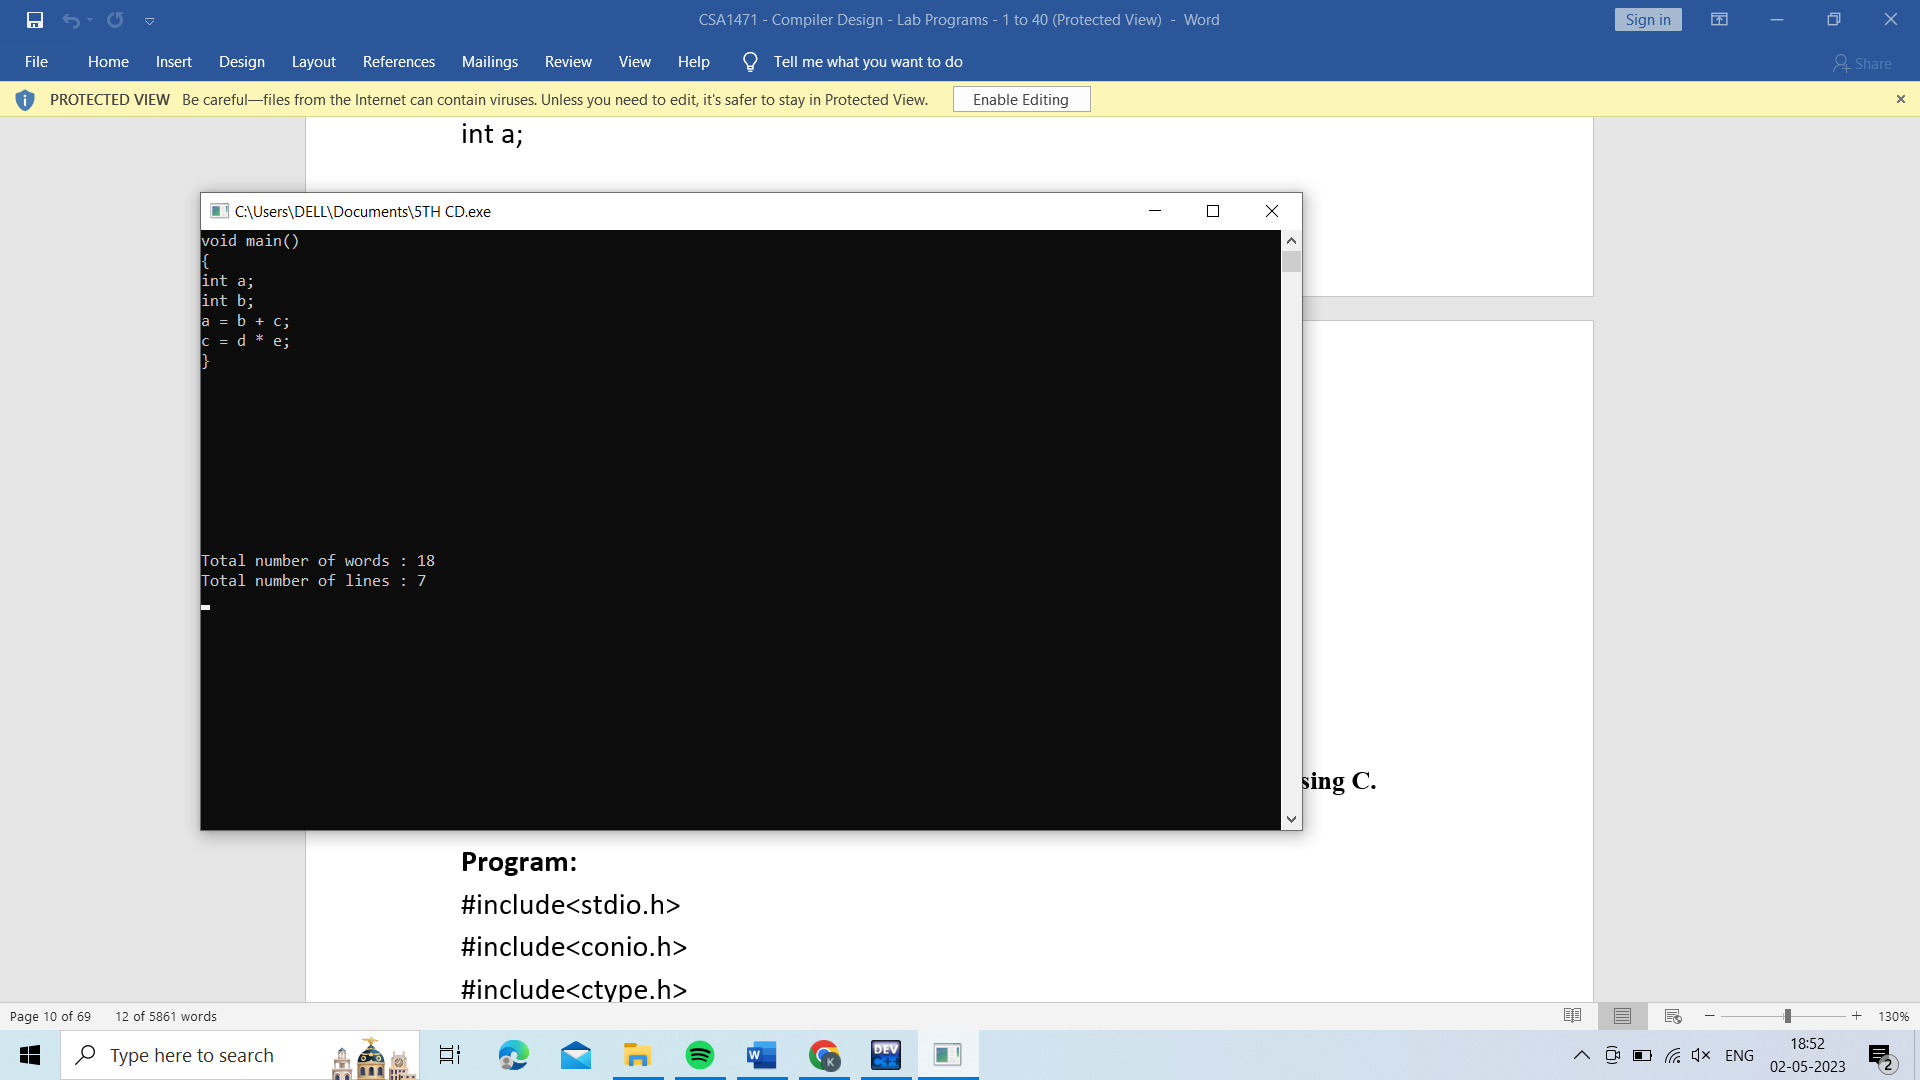 CSA1471 - Compiler Design - Lab Programs - 1 to 40 (Protected View) - Word
Sign in
File Home Insert Design Layout References Mailings Review View Help Tell me what you want to do
Share
PROTECTED VIEW Be careful—files from the Internet can contain viruses. Unless you need to edit, it's safer to stay in Protected View. Enable Editing
int a;
C:\Users\DELL\Documents\5TH CD.exe
void main()
{
int a;
int b;
a = b + c;
c = d * e;
}
Total number of words : 18
Total number of lines : 7
sing C.
Program:
#include<stdio.h>
#include<conio.h>
#include<ctype.h>
Page 10 of 69 12 of 5861 words
130%
Type here to search
W
K
DEV
ENG
18:52
02-05-2023
2